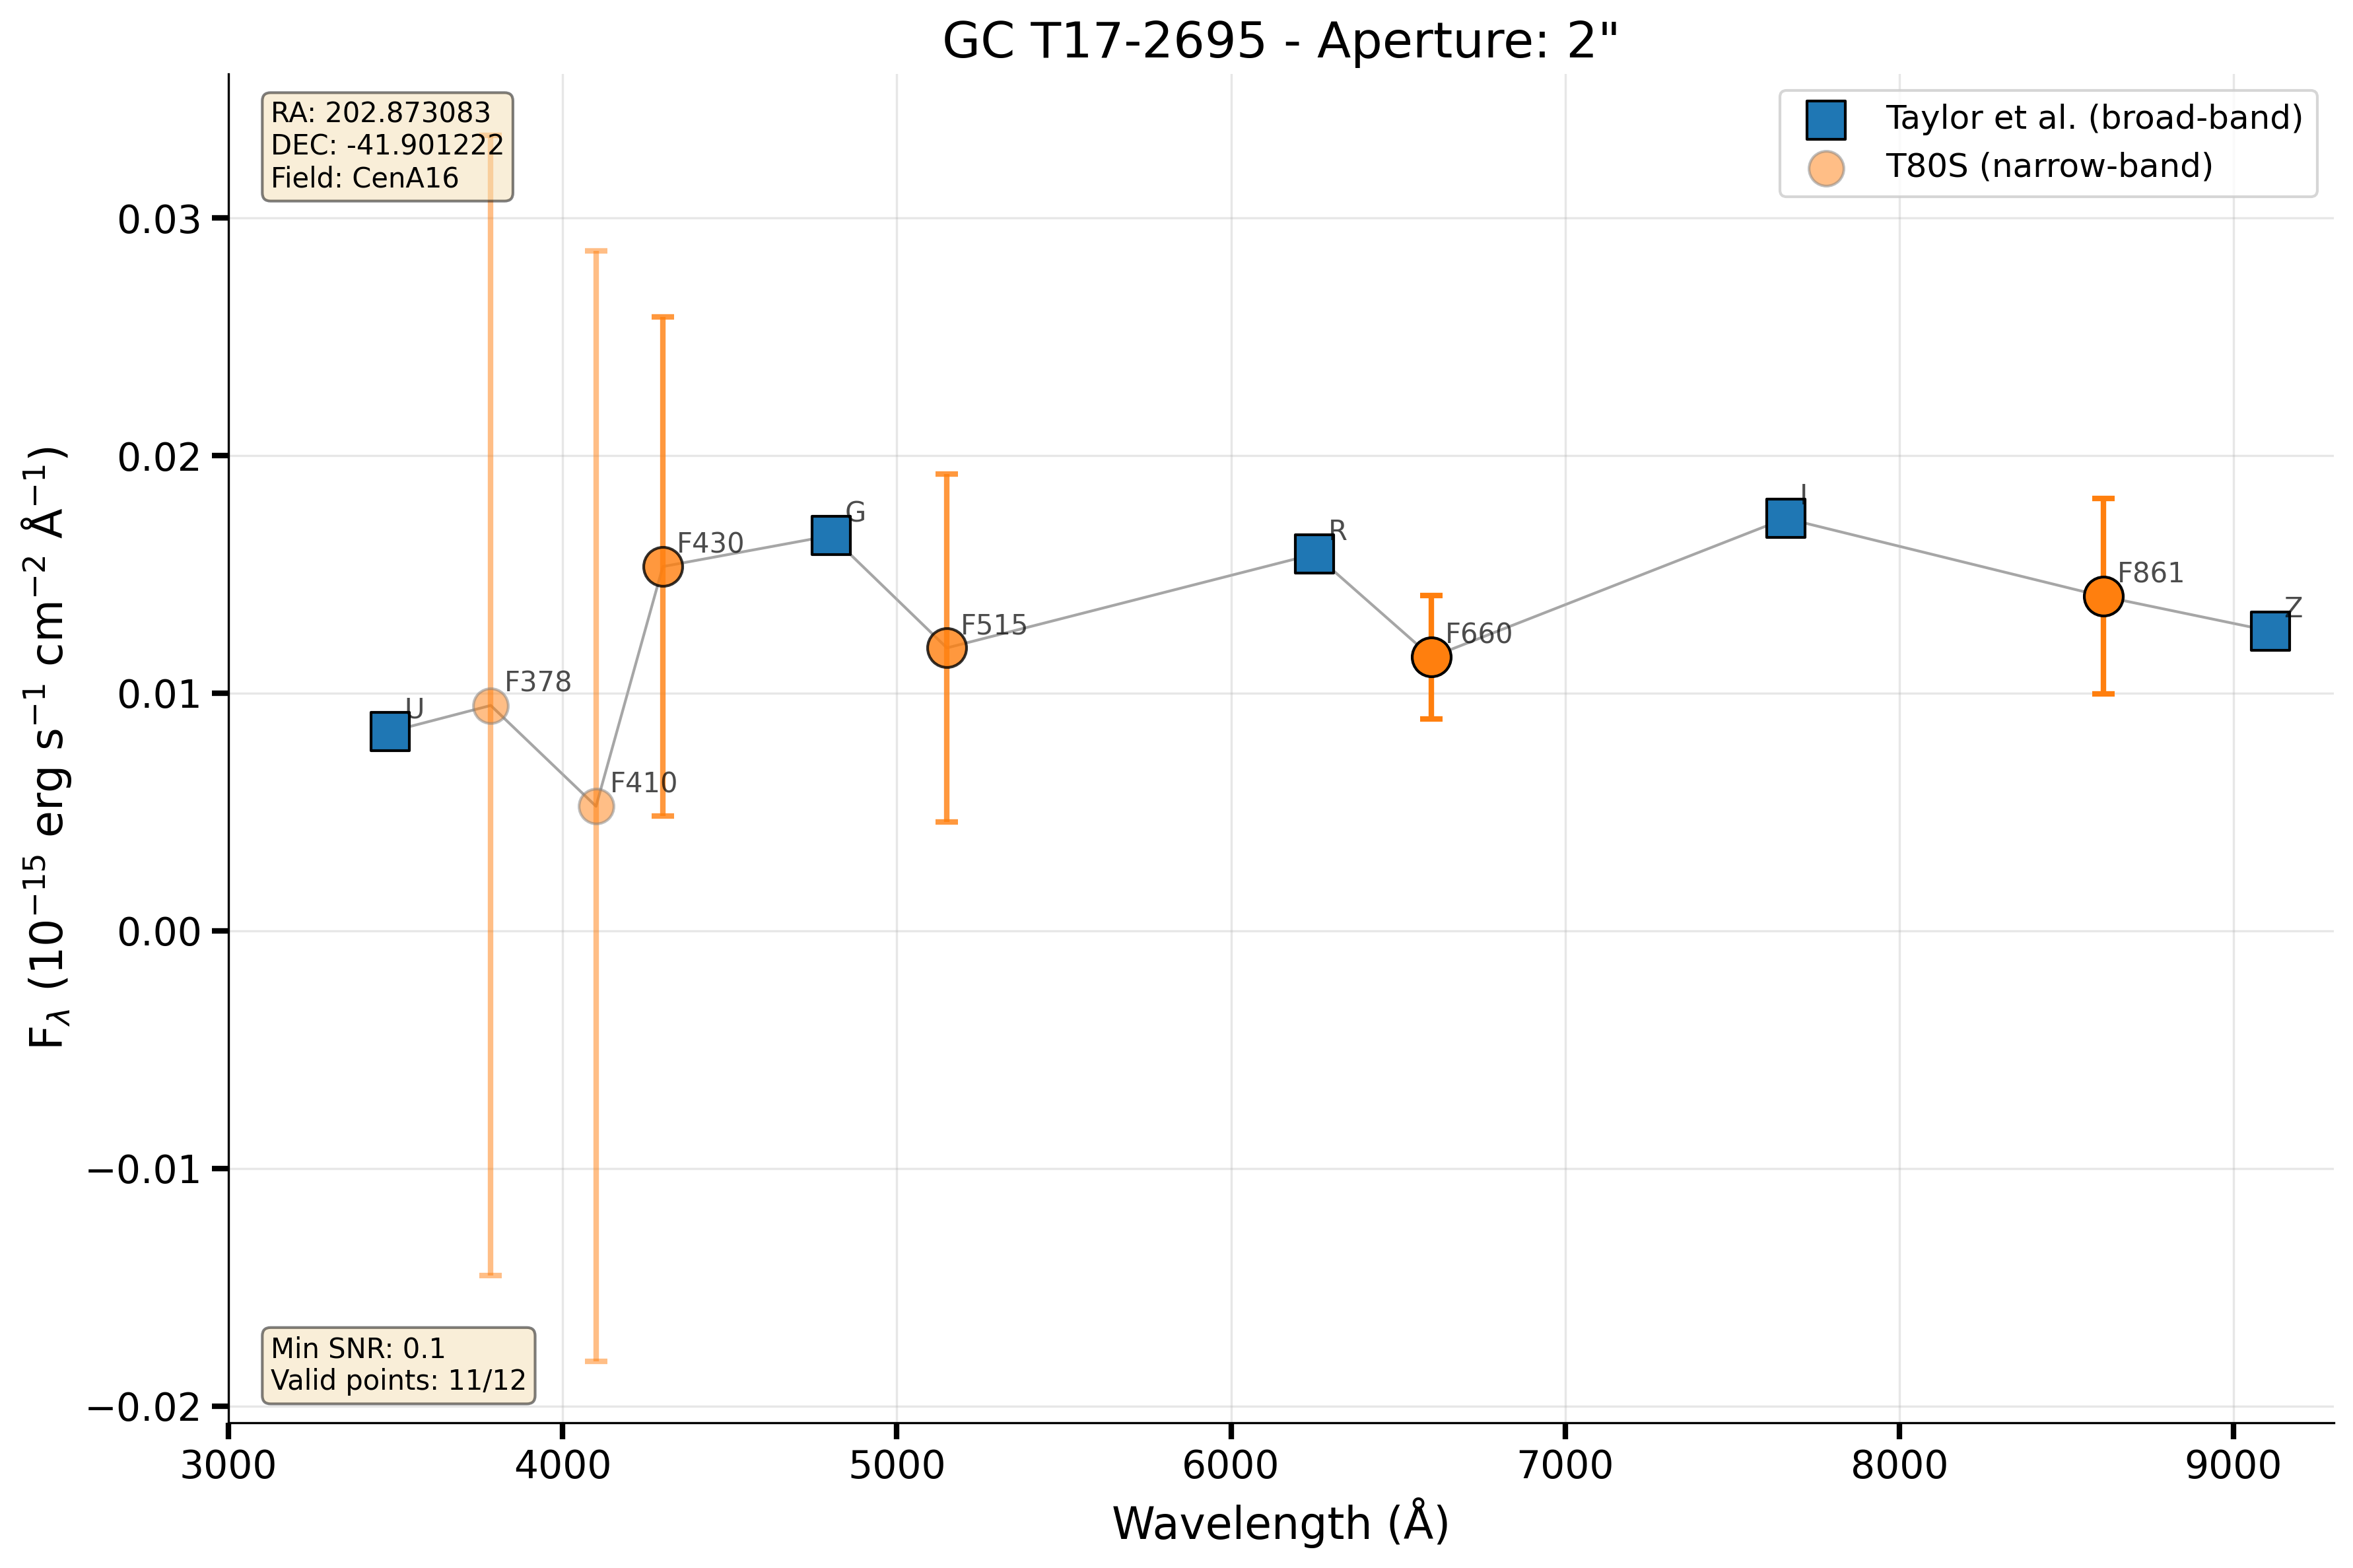 GC T17-2695 - Aperture: 2"
RA: 202.873083
DEC: -41.901222
Field: CenA16
Taylor et al. (broad-band)
T80S (narrow-band)
0.03
0.02
0.01
0.00
−0.01
−0.02
F_λ (10⁻¹⁵ erg s⁻¹ cm⁻² Å⁻¹)
U
F378
F410
F430
G
F515
R
F660
I
F861
Z
Min SNR: 0.1
Valid points: 11/12
3000 4000 5000 6000 7000 8000 9000
Wavelength (Å)